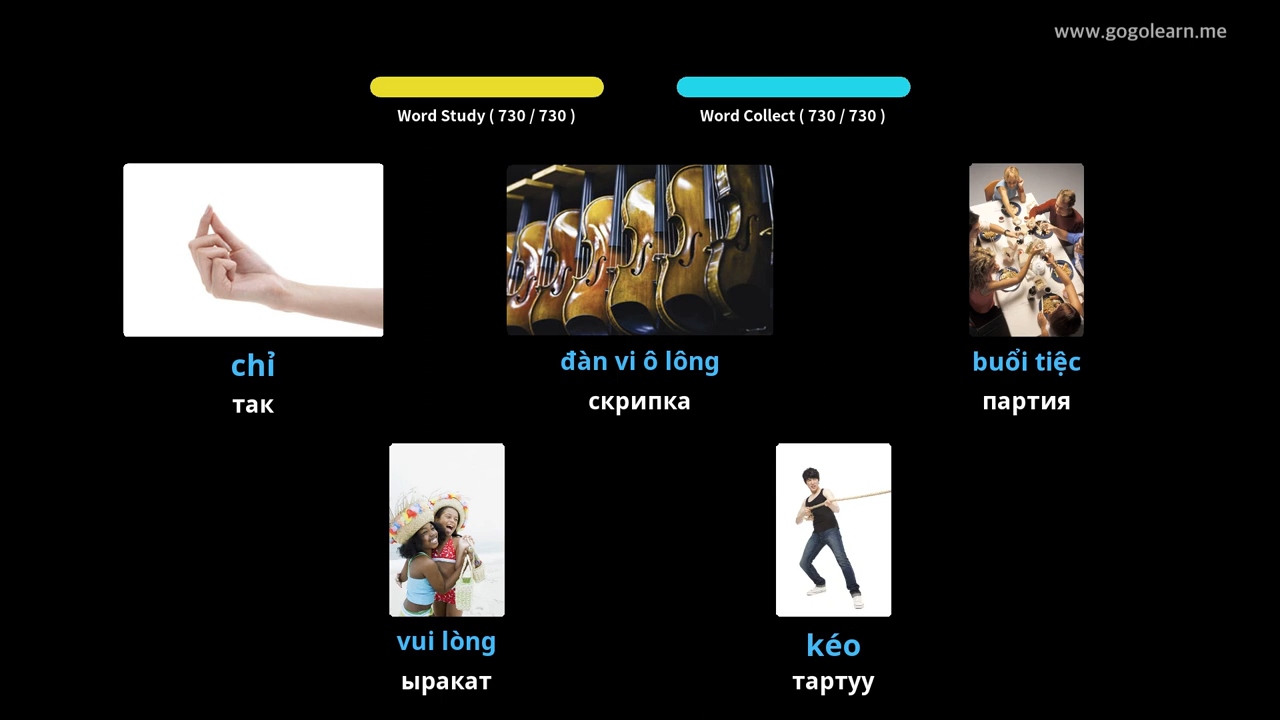 www.gogolearn.me
Word Study ( 730 / 730 )
Word Collect ( 730 / 730 )
chỉ
так
đàn vi ô lông
скрипка
buổi tiệc
партия
vui lòng
ыракат
kéo
тартуу